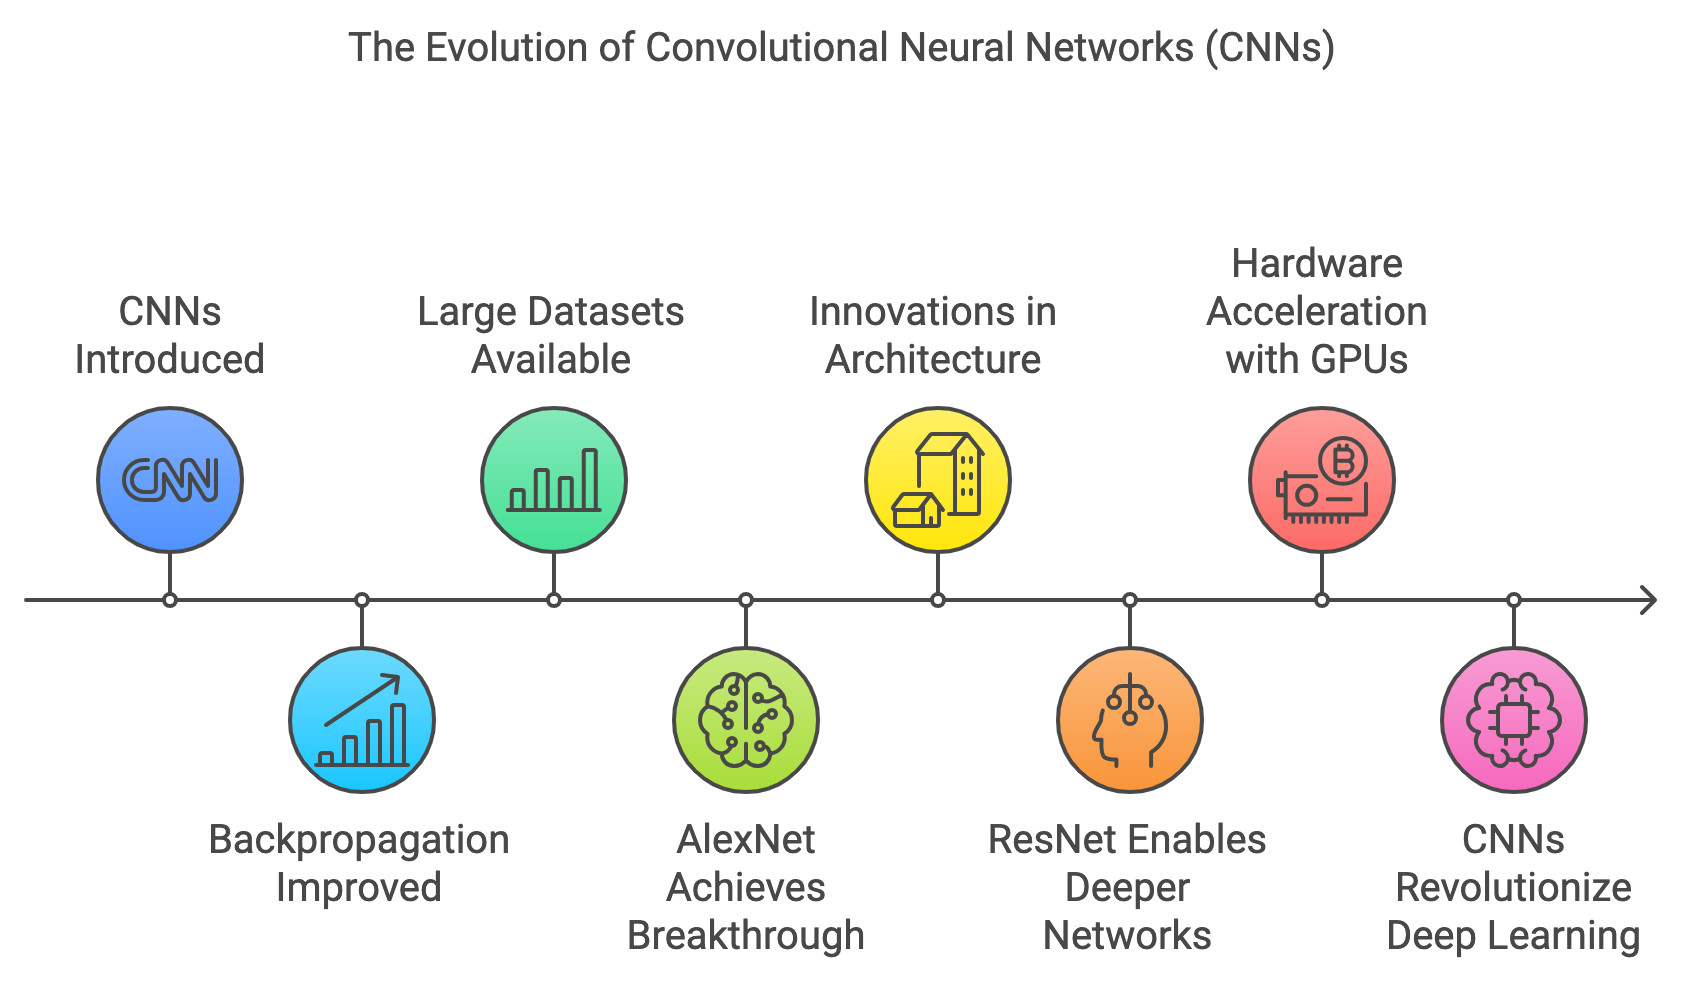 The Evolution of Convolutional Neural Networks (CNNs)
CNNs
Introduced
CNN
Backpropagation
Improved
Large Datasets
Available
AlexNet
Achieves
Breakthrough
Innovations in
Architecture
ResNet Enables
Deeper
Networks
Hardware
Acceleration
with GPUs
CNNs
Revolutionize
Deep Learning